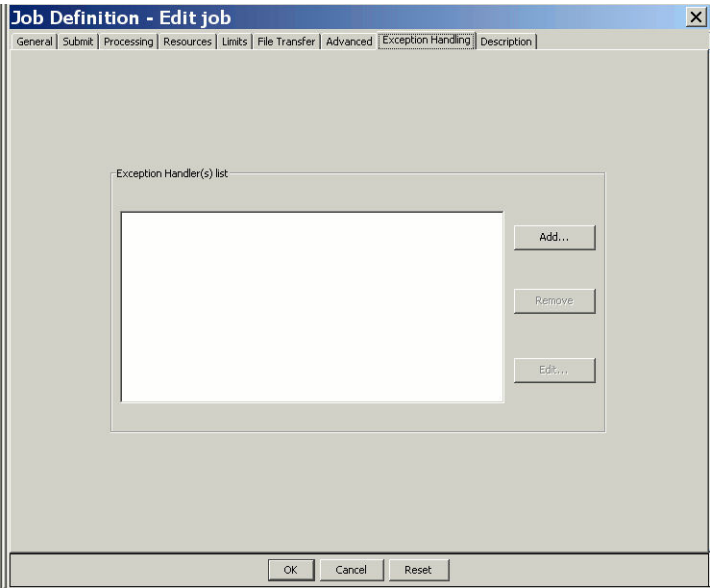 Job Definition - Edit job
General Submit Processing Resources Limits File Transfer Advanced Exception Handling Description
Exception Handler(s) list
Add...
Remove
Edit...
OK Cancel Reset